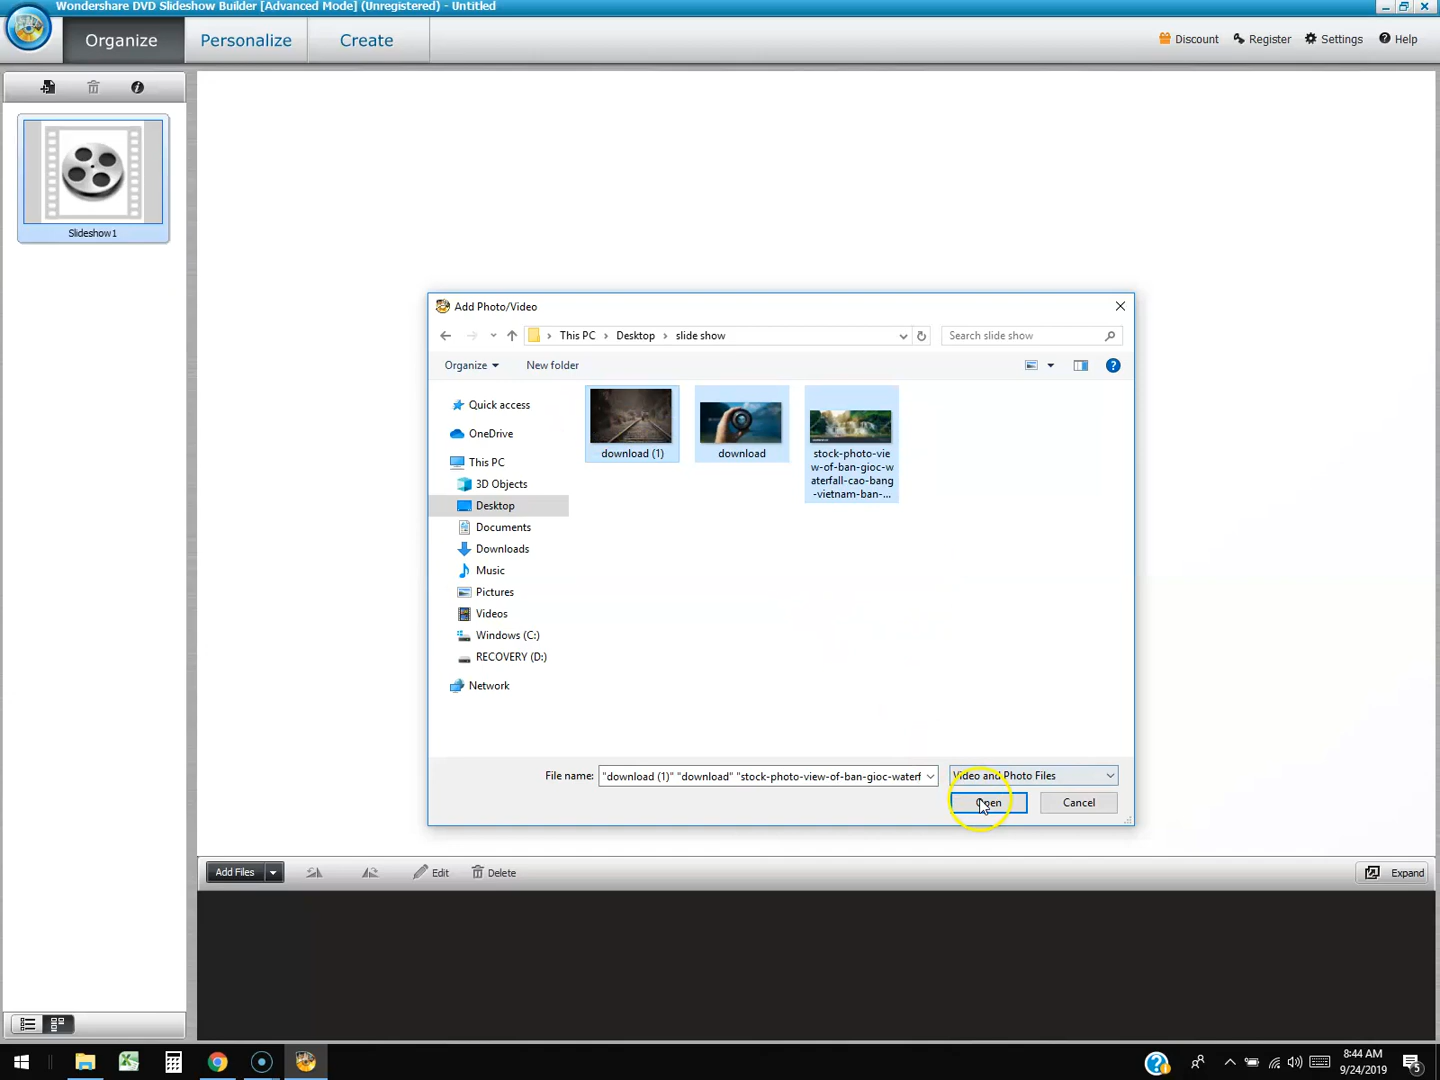 Wondershare DVD Slideshow Builder [Advanced Mode] (Unregistered) - Untitled
Organize
Personalize
Create
Discount
Register
Settings
Help
Slideshow1
Add Photo/Video
This PC
Desktop
slide show
Search slide show
Organize
New folder
Quick access
OneDrive
This PC
3D Objects
Desktop
Documents
Downloads
Music
Pictures
Videos
Windows (C:)
RECOVERY (D:)
Network
download (1)
download
stock-photo-vie
w-of-ban-gioc-w
aterfall-cao-bang
-vietnam-ban-...
File name:
"download (1)" "download" "stock-photo-view-of-ban-gioc-waterf
Video and Photo Files
Open
Cancel
Add Files
Edit
Delete
Expand
8:44 AM
9/24/2019
5